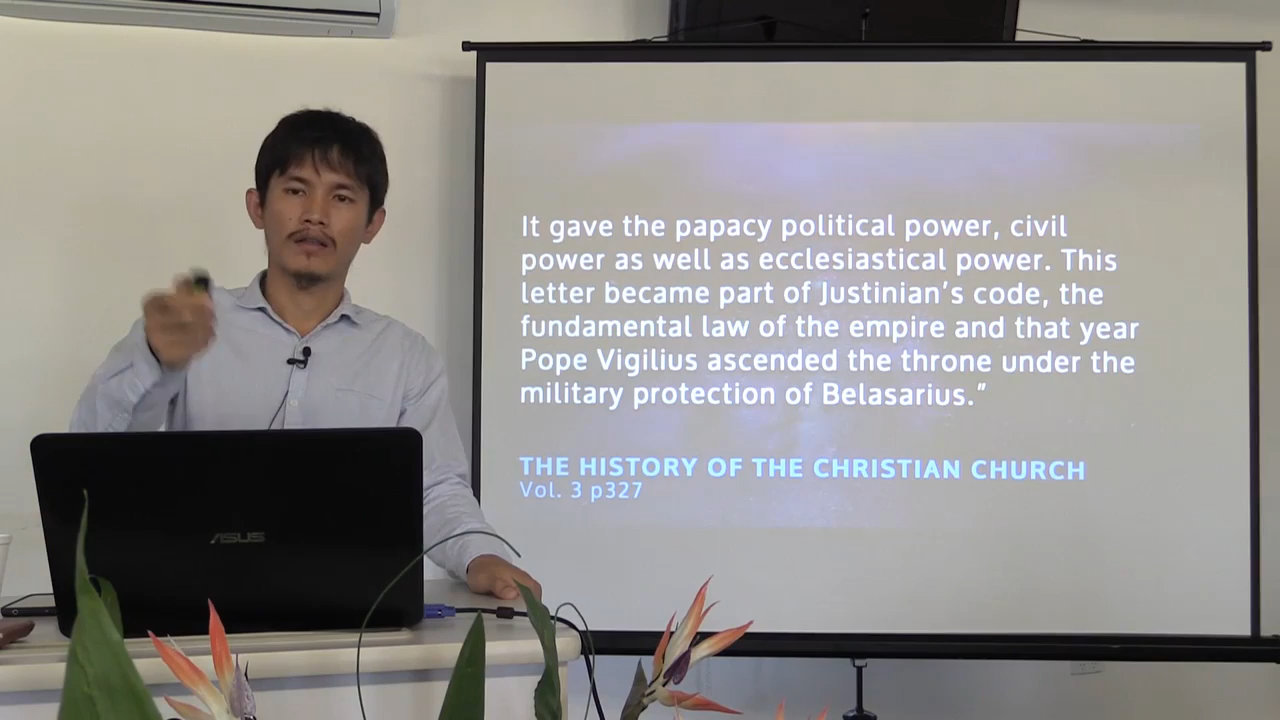 It gave the papacy political power, civil
power as well as ecclesiastical power. This
letter became part of Justinian's code, the
fundamental law of the empire and that year
Pope Vigilius ascended the throne under the
military protection of Belasarius.”
THE HISTORY OF THE CHRISTIAN CHURCH
Vol. 3 p327
ASUS